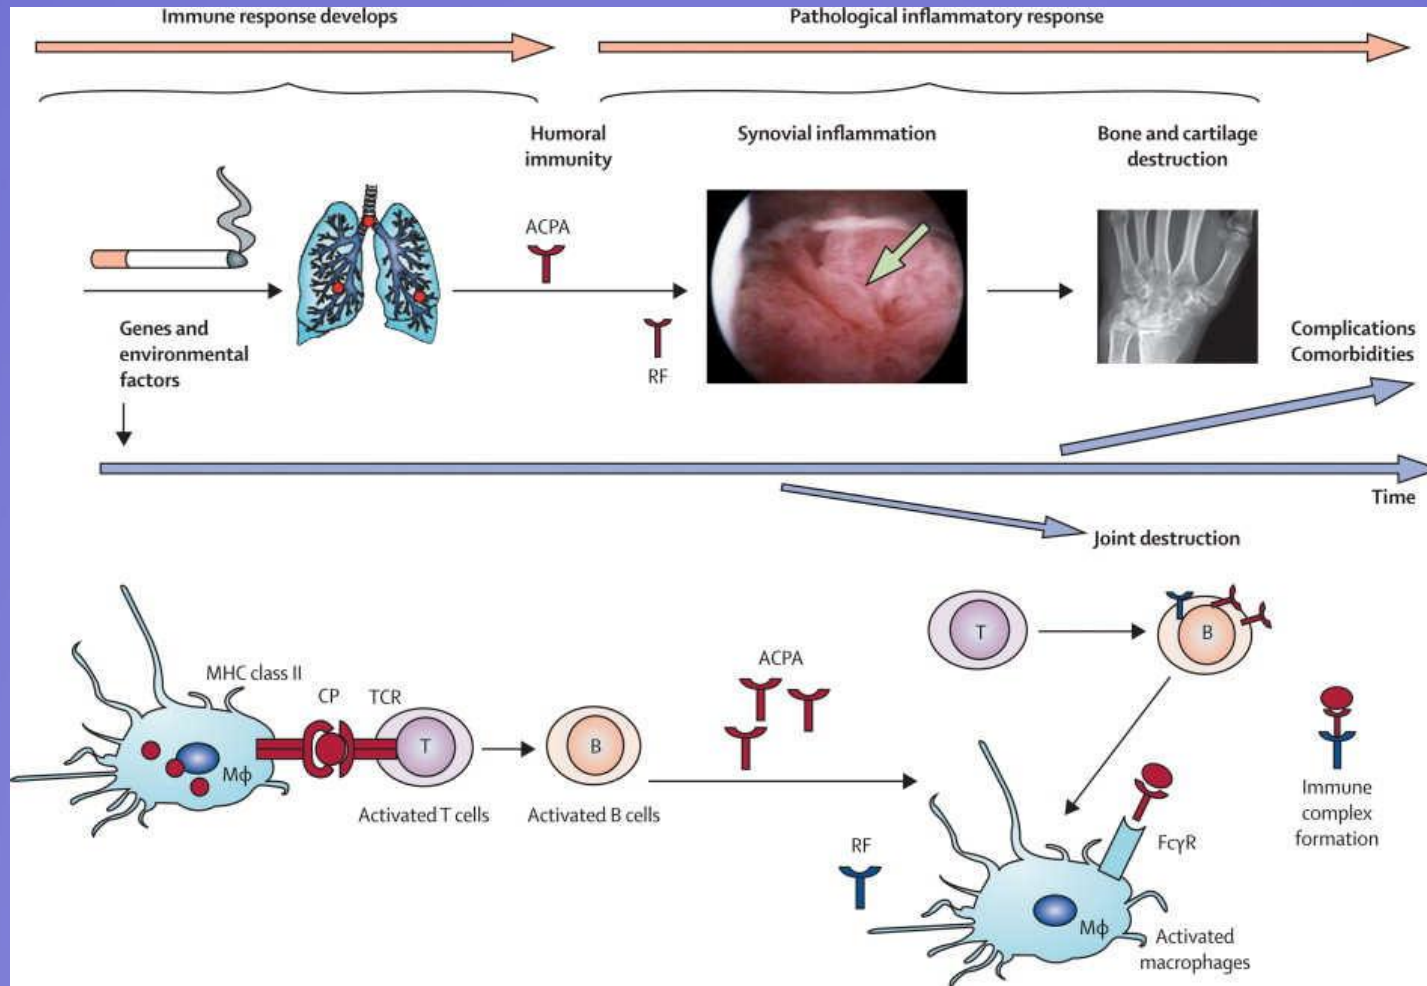 Immune response develops
Pathological inflammatory response
Humoral
immunity
Synovial inflammation
Bone and cartilage
destruction
ACPA
RF
Genes and
environmental
factors
Complications
Comorbidities
Time
Joint destruction
MHC class II
CP
TCR
Mϕ
T
B
Activated T cells
Activated B cells
ACPA
RF
T
B
FcγR
Mϕ
Activated
macrophages
Immune
complex
formation